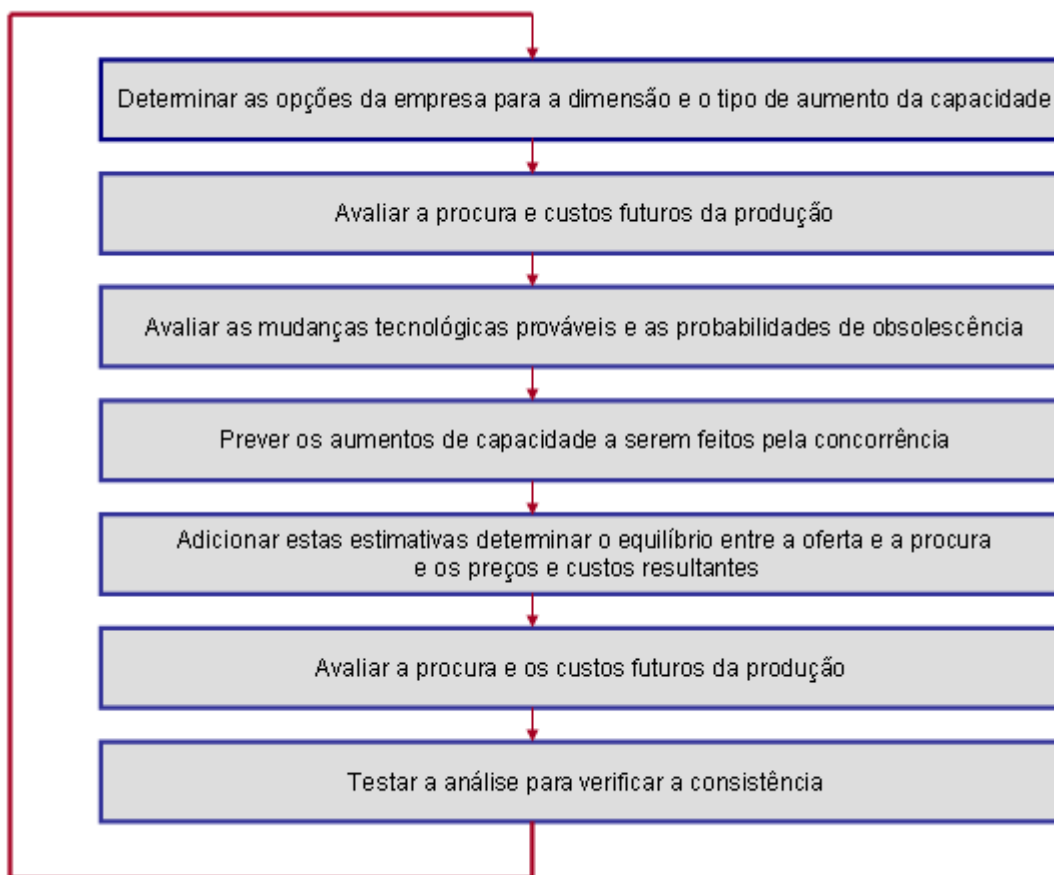 Determinar as opções da empresa para a dimensão e o tipo de aumento da capacidade
Avaliar a procura e custos futuros da produção
Avaliar as mudanças tecnológicas prováveis e as probabilidades de obsolescência
Prever os aumentos de capacidade a serem feitos pela concorrência
Adicionar estas estimativas determinar o equilíbrio entre a oferta e a procura
e os preços e custos resultantes
Avaliar a procura e os custos futuros da produção
Testar a análise para verificar a consistência